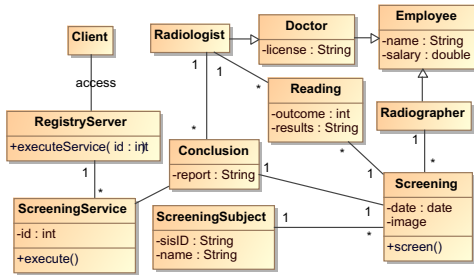 Client
Radiologist
Doctor
-license : String
Employee
-name : String
-salary : double
access
1
1
*
Reading
-outcome : int
-results : String
Radiographer
RegistryServer
+executeService( id : int)
*
Conclusion
-report : String
*
1
1
*
1
*
1
1
Screening
-date : date
-image
+screen()
ScreeningService
-id : int
+execute()
ScreeningSubject
-sisID : String
-name : String
1
*